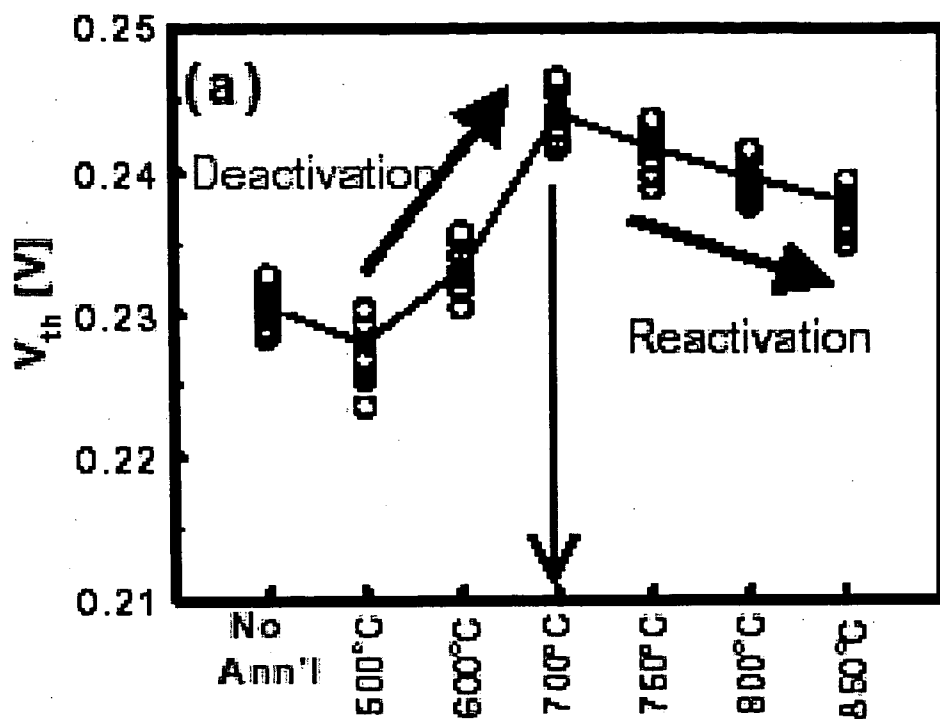 0.25
(a)
Deactivation
0.24
V_th [V]
0.23
Reactivation
0.22
0.21
No Ann'l
500°C
600°C
700°C
750°C
800°C
850°C